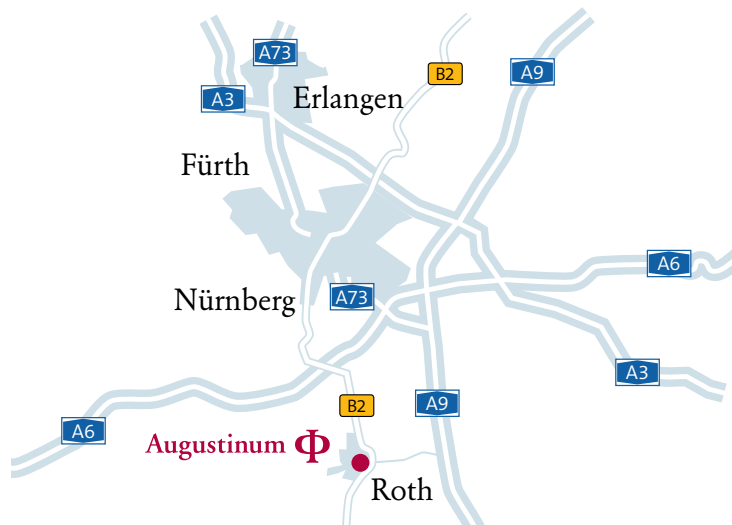 A73
B2
A9
A3
Erlangen
Fürth
A6
Nürnberg
A73
A3
B2
A9
A6
Augustinum Φ
Roth